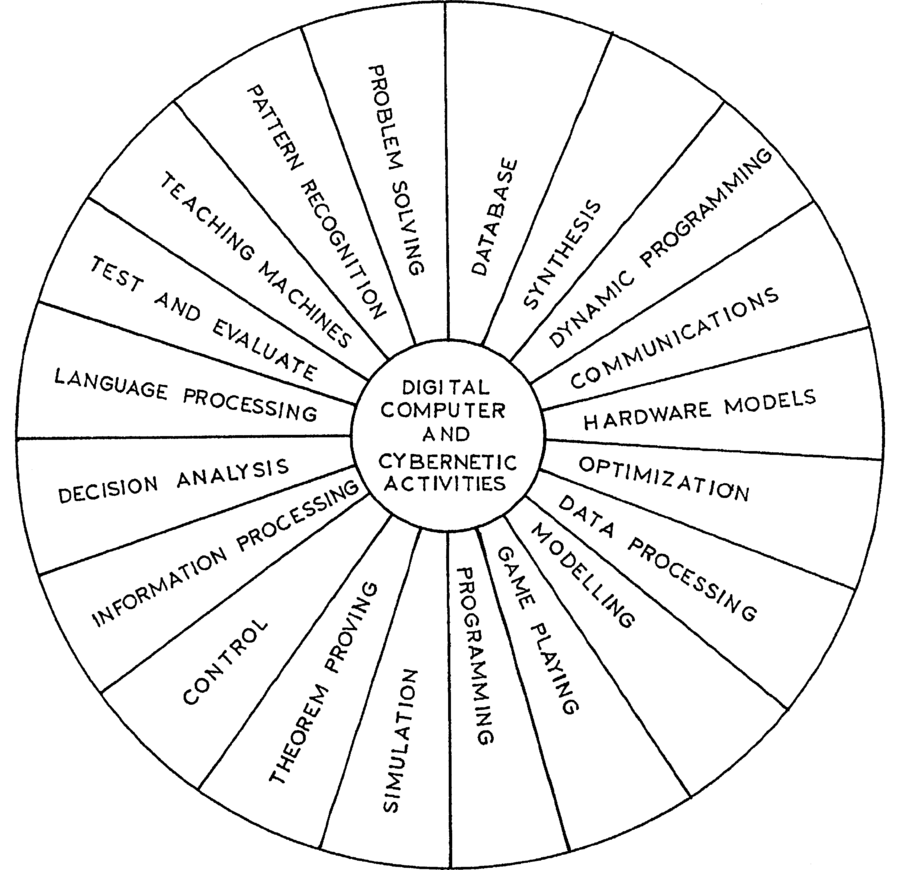 DIGITAL
COMPUTER
AND
CYBERNETIC
ACTIVITIES
DATABASE
SYNTHESIS
DYNAMIC PROGRAMMING
COMMUNICATIONS
HARDWARE MODELS
OPTIMIZATION
DATA PROCESSING
MODELLING
GAME PLAYING
PROGRAMMING
SIMULATION
THEOREM PROVING
CONTROL
INFORMATION PROCESSING
DECISION ANALYSIS
LANGUAGE PROCESSING
TEST AND EVALUATE
TEACHING MACHINES
PATTERN RECOGNITION
PROBLEM SOLVING